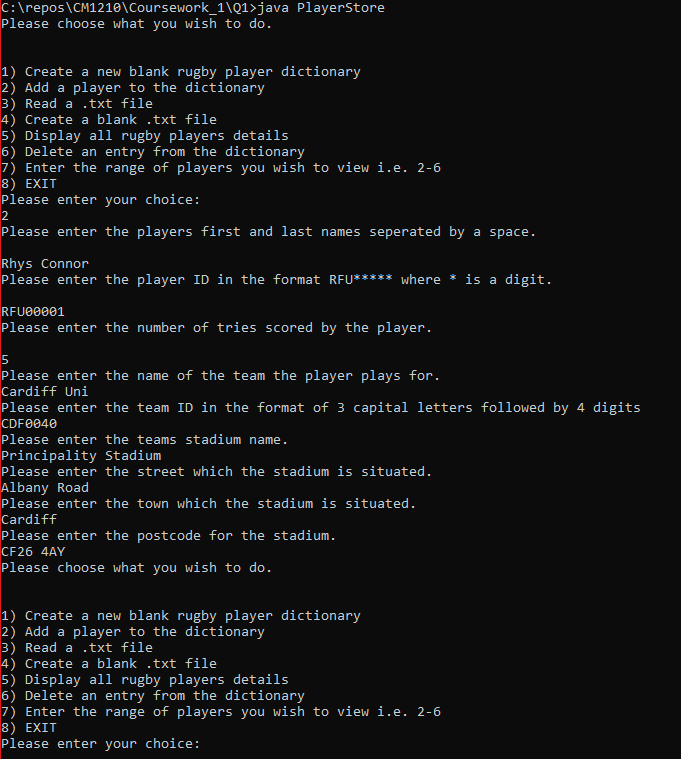 C:\repos\CM1210\Coursework_1\Q1>java PlayerStore
Please choose what you wish to do.
1) Create a new blank rugby player dictionary
2) Add a player to the dictionary
3) Read a .txt file
4) Create a blank .txt file
5) Display all rugby players details
6) Delete an entry from the dictionary
7) Enter the range of players you wish to view i.e. 2-6
8) EXIT
Please enter your choice:
2
Please enter the players first and last names seperated by a space.
Rhys Connor
Please enter the player ID in the format RFU***** where * is a digit.
RFU00001
Please enter the number of tries scored by the player.
5
Please enter the name of the team the player plays for.
Cardiff Uni
Please enter the team ID in the format of 3 capital letters followed by 4 digits
CDF0040
Please enter the teams stadium name.
Principality Stadium
Please enter the street which the stadium is situated.
Albany Road
Please enter the town which the stadium is situated.
Cardiff
Please enter the postcode for the stadium.
CF26 4AY
Please choose what you wish to do.
1) Create a new blank rugby player dictionary
2) Add a player to the dictionary
3) Read a .txt file
4) Create a blank .txt file
5) Display all rugby players details
6) Delete an entry from the dictionary
7) Enter the range of players you wish to view i.e. 2-6
8) EXIT
Please enter your choice: